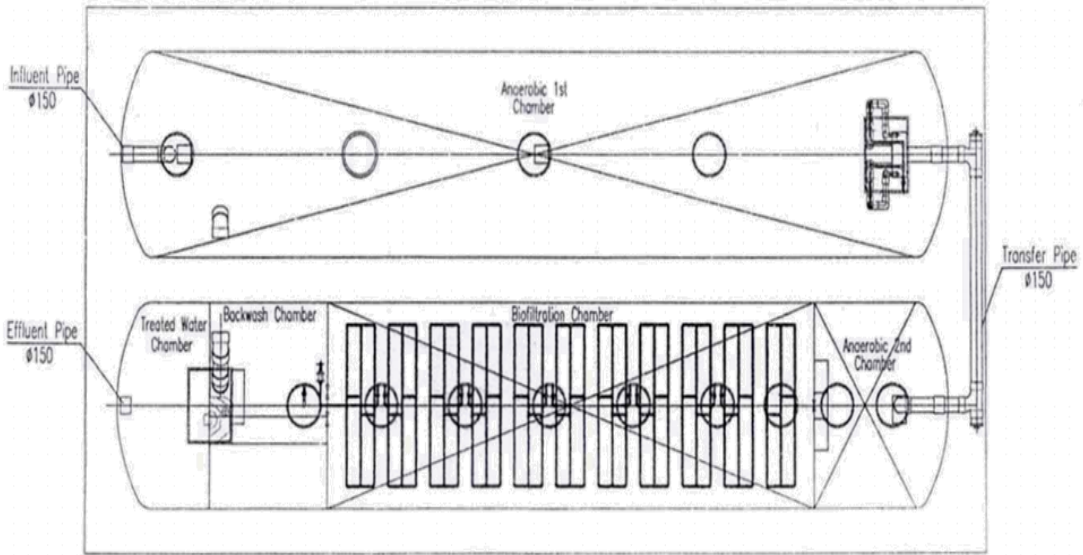 Influent Pipe
ø150
Anaerobic 1st
Chamber
Transfer Pipe
ø150
Effluent Pipe
ø150
Treated Water
Chamber
Backwash Chamber
Biofiltration Chamber
Anaerobic 2nd
Chamber